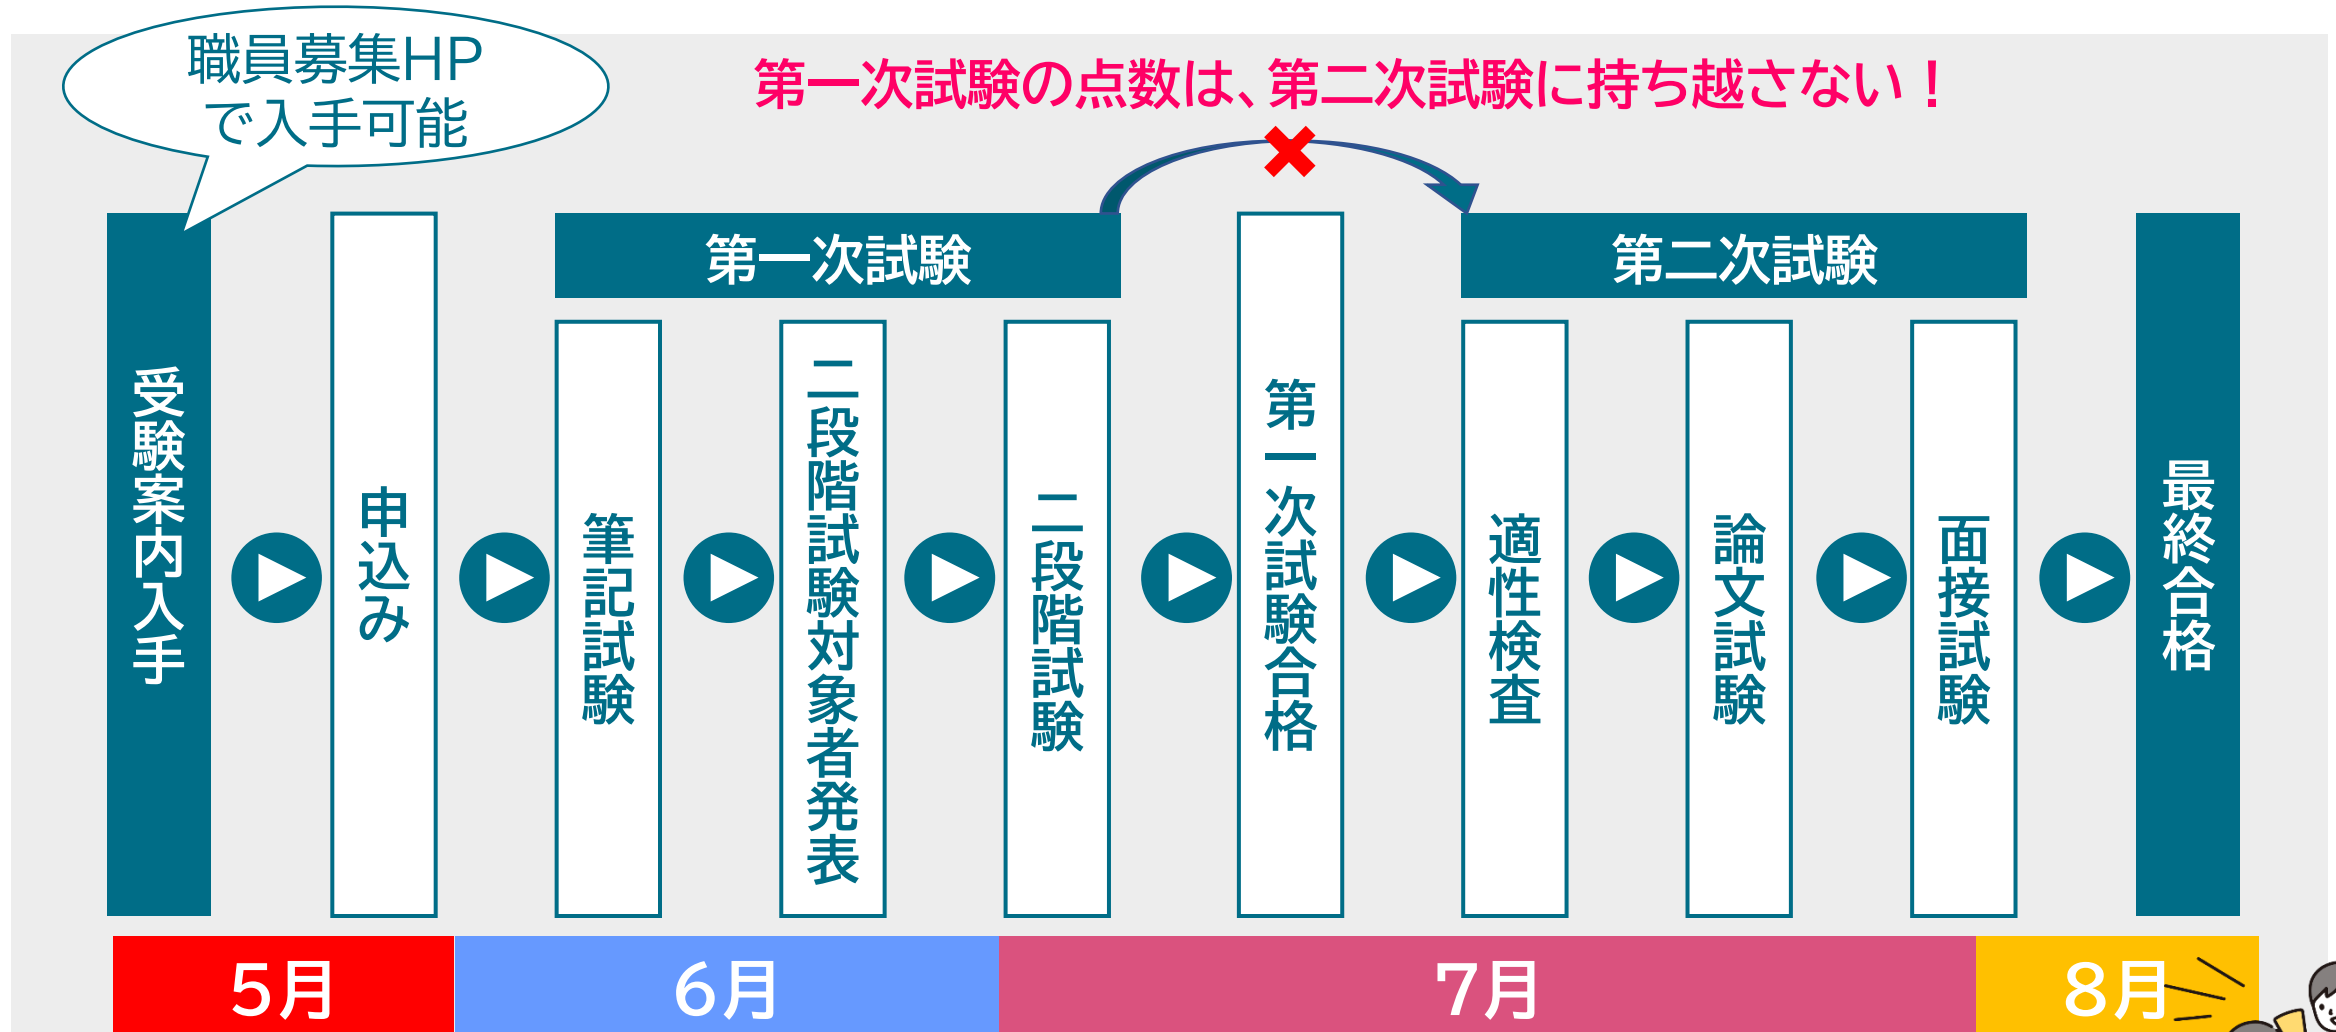 職員募集HP
で入手可能
第一次試験の点数は、第二次試験に持ち越さない！
受験案内入手
申込み
第一次試験
筆記試験
二段階試験対象者発表
二段階試験
第一次試験合格
第二次試験
適性検査
論文試験
面接試験
最終合格
5月
6月
7月
8月